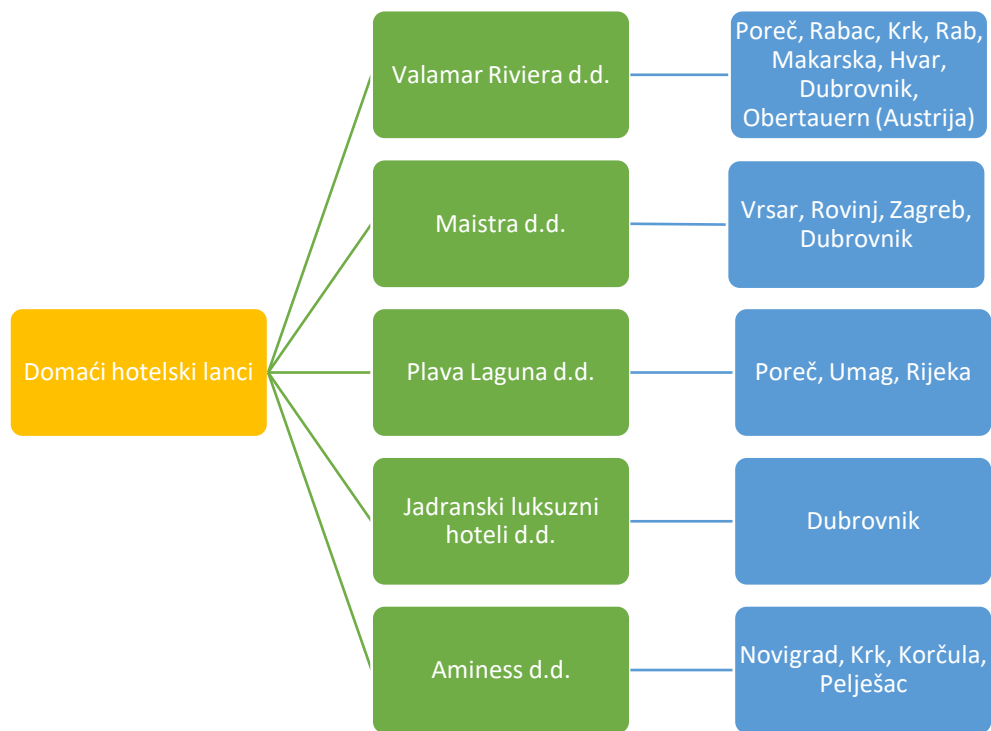 Domaći hotelski lanci
Valamar Riviera d.d.
Poreč, Rabac, Krk, Rab,
Makarska, Hvar,
Dubrovnik,
Obertauern (Austrija)
Maistra d.d.
Vrsar, Rovinj, Zagreb,
Dubrovnik
Plava Laguna d.d.
Poreč, Umag, Rijeka
Jadranski luksuzni
hoteli d.d.
Dubrovnik
Aminess d.d.
Novigrad, Krk, Korčula,
Pelješac